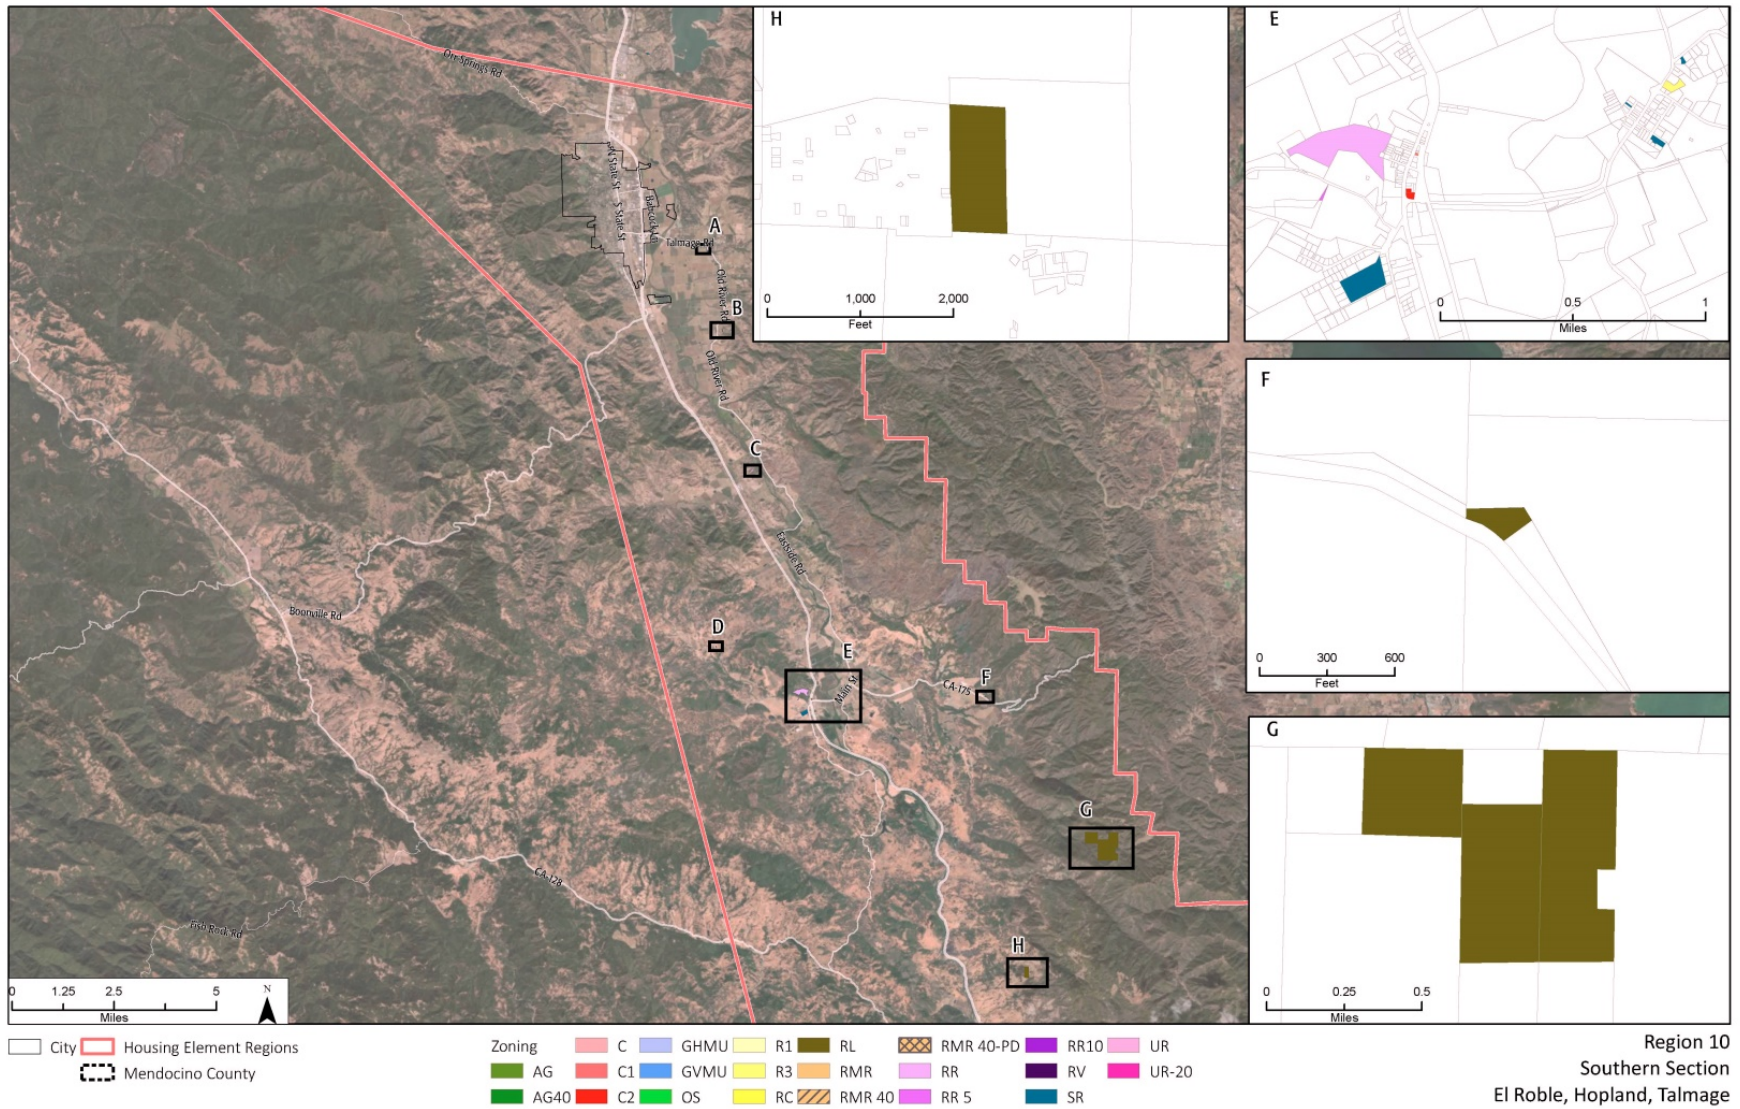 Orr Springs Rd
N State St
S State St
Babcock Ln
A
Talmage Rd
Old River Rd
B
Old River Rd
C
Eastside Rd
Boonville Rd
D
E
Main St
CA-175
F
G
CA-128
Fish Rock Rd
H
0 1.25 2.5 5
Miles
N
H
0 1,000 2,000
Feet
E
0 0.5 1
Miles
F
0 300 600
Feet
G
0 0.25 0.5
Miles
City
Housing Element Regions
Mendocino County
Zoning
AG
AG40
C
C1
C2
GHMU
GVMU
OS
R1
R3
RC
RL
RMR
RMR 40
RMR 40-PD
RR
RR 5
RR10
RV
SR
UR
UR-20
Region 10
Southern Section
El Roble, Hopland, Talmage